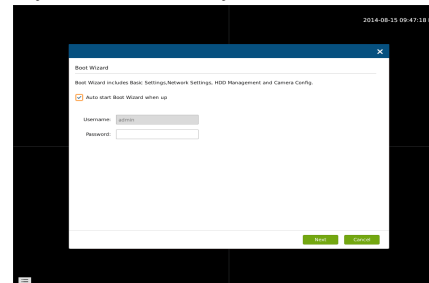 2014-08-15 09:47:18
Boot Wizard
Boot Wizard includes Basic Settings,Network Settings, HDD Management and Camera Config.
Auto start Boot Wizard when up
Username: admin
Password:
Next Cancel